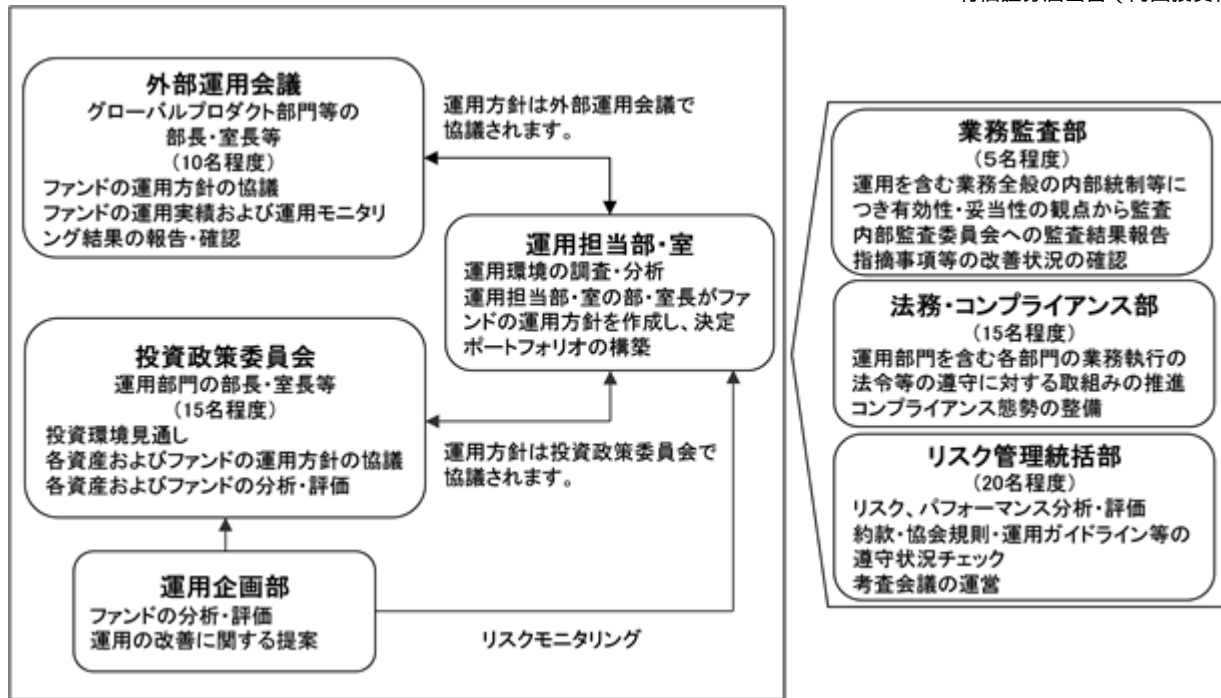 外部運用会議
グローバルプロダクト部門等の
部長・室長等
(10名程度)
ファンドの運用方針の協議
ファンドの運用実績および運用モニタリ
ング結果の報告・確認
運用方針は外部運用会議で
協議されます。
運用担当部・室
運用環境の調査・分析
運用担当部・室の部・室長がファ
ンドの運用方針を作成し、決定
ポートフォリオの構築
投資政策委員会
運用部門の部長・室長等
(15名程度)
投資環境見通し
各資産およびファンドの運用方針の協議
各資産およびファンドの分析・評価
運用方針は投資政策委員会で
協議されます。
運用企画部
ファンドの分析・評価
運用の改善に関する提案
リスクモニタリング
業務監査部
(5名程度)
運用を含む業務全般の内部統制等に
つき有効性・妥当性の観点から監査
内部監査委員会への監査結果報告
指摘事項等の改善状況の確認
法務・コンプライアンス部
(15名程度)
運用部門を含む各部門の業務執行の
法令等の遵守に対する取組みの推進
コンプライアンス態勢の整備
リスク管理統括部
(20名程度)
リスク、パフォーマンス分析・評価
約款・協会規則・運用ガイドライン等の
遵守状況チェック
考査会議の運営